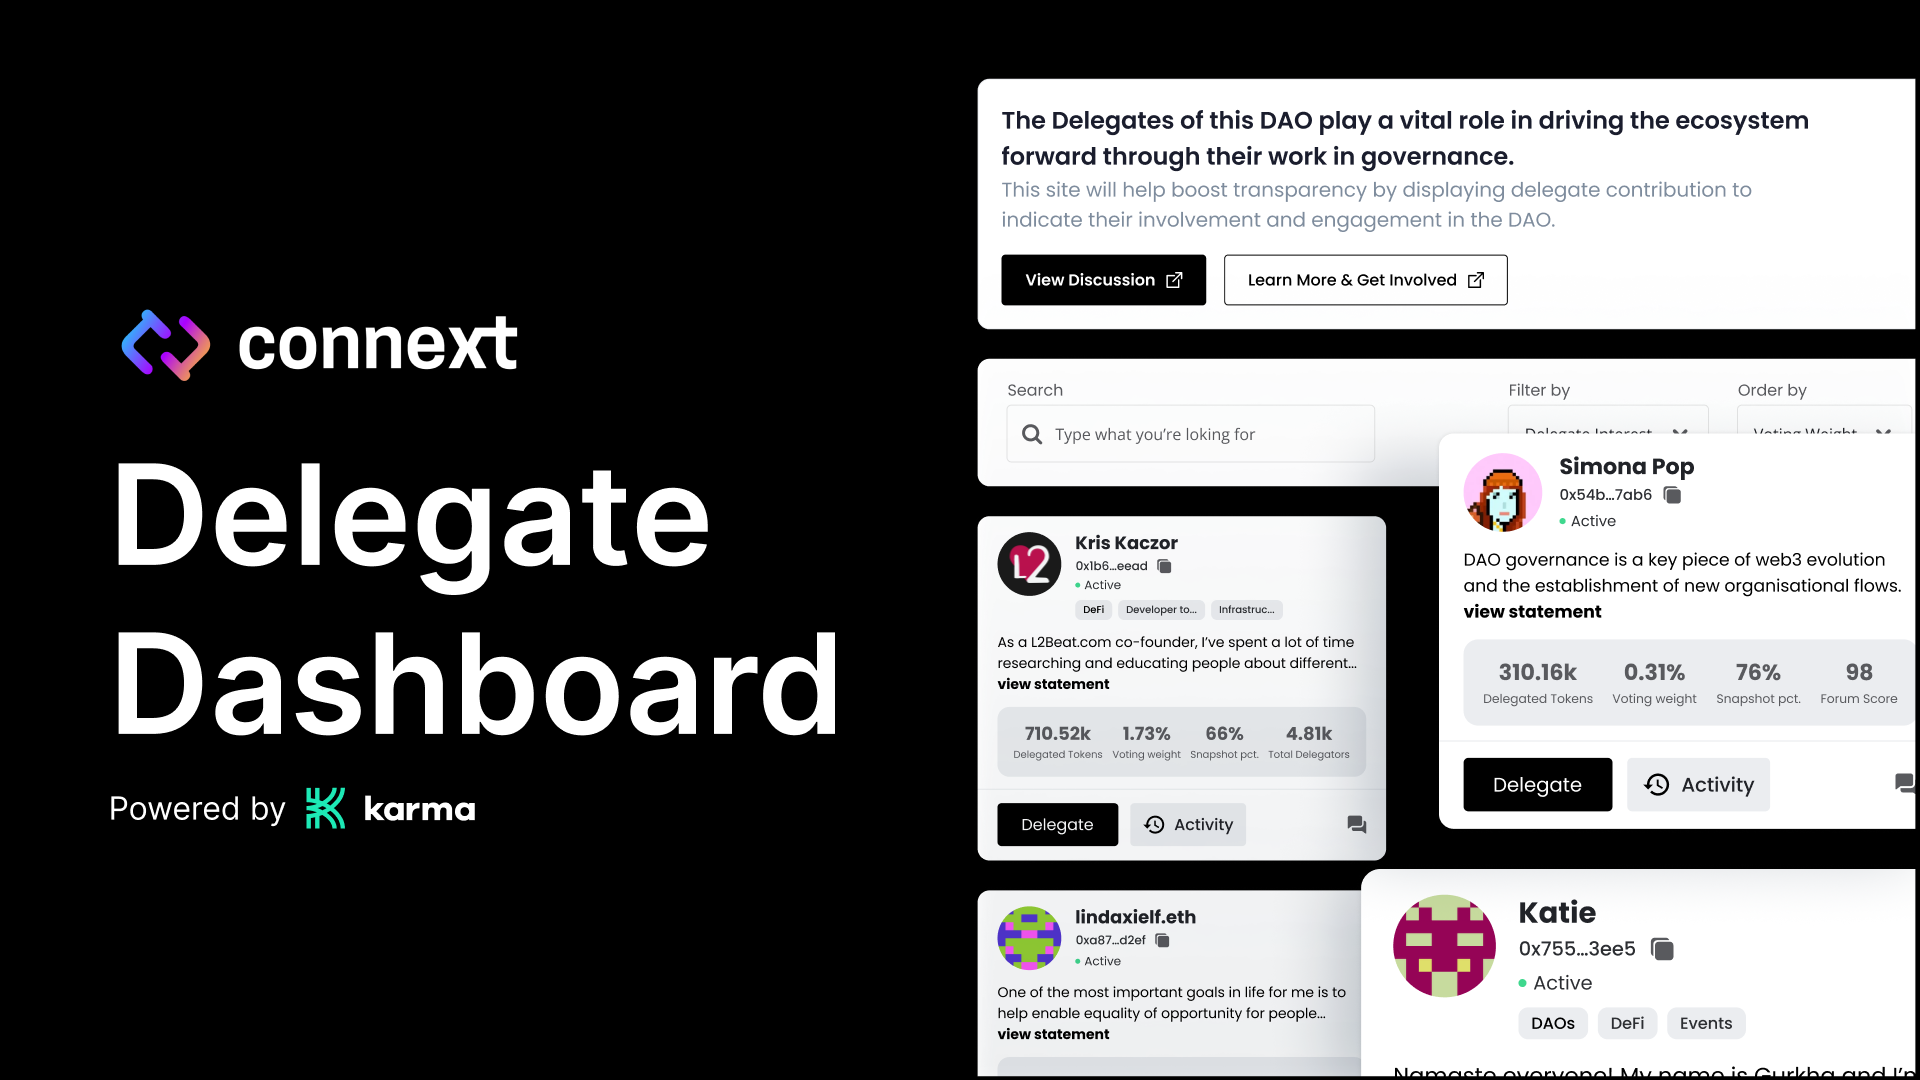 connext
Delegate
Dashboard
Powered by karma
The Delegates of this DAO play a vital role in driving the ecosystem
forward through their work in governance.
This site will help boost transparency by displaying delegate contribution to
indicate their involvement and engagement in the DAO.
View Discussion
Learn More & Get Involved
Search
Type what you’re loking for
Filter by
Delegate Interest
Order by
Voting Weight
Kris Kaczor
0x1b6...eead
Active
DeFi
Developer to...
Infrastruc...
As a L2Beat.com co-founder, I’ve spent a lot of time
researching and educating people about different...
view statement
710.52k 1.73% 66% 4.81k
Delegated Tokens Voting weight Snapshot pct. Total Delegators
Delegate
Activity
Simona Pop
0x54b...7ab6
Active
DAO governance is a key piece of web3 evolution
and the establishment of new organisational flows.
view statement
310.16k 0.31% 76% 98
Delegated Tokens Voting weight Snapshot pct. Forum Score
Delegate
Activity
lindaxielf.eth
0xa87...d2ef
Active
One of the most important goals in life for me is to
help enable equality of opportunity for people...
view statement
Katie
0x755...3ee5
Active
DAOs
DeFi
Events
Namaste everyone! My name is Gurkha and I’m